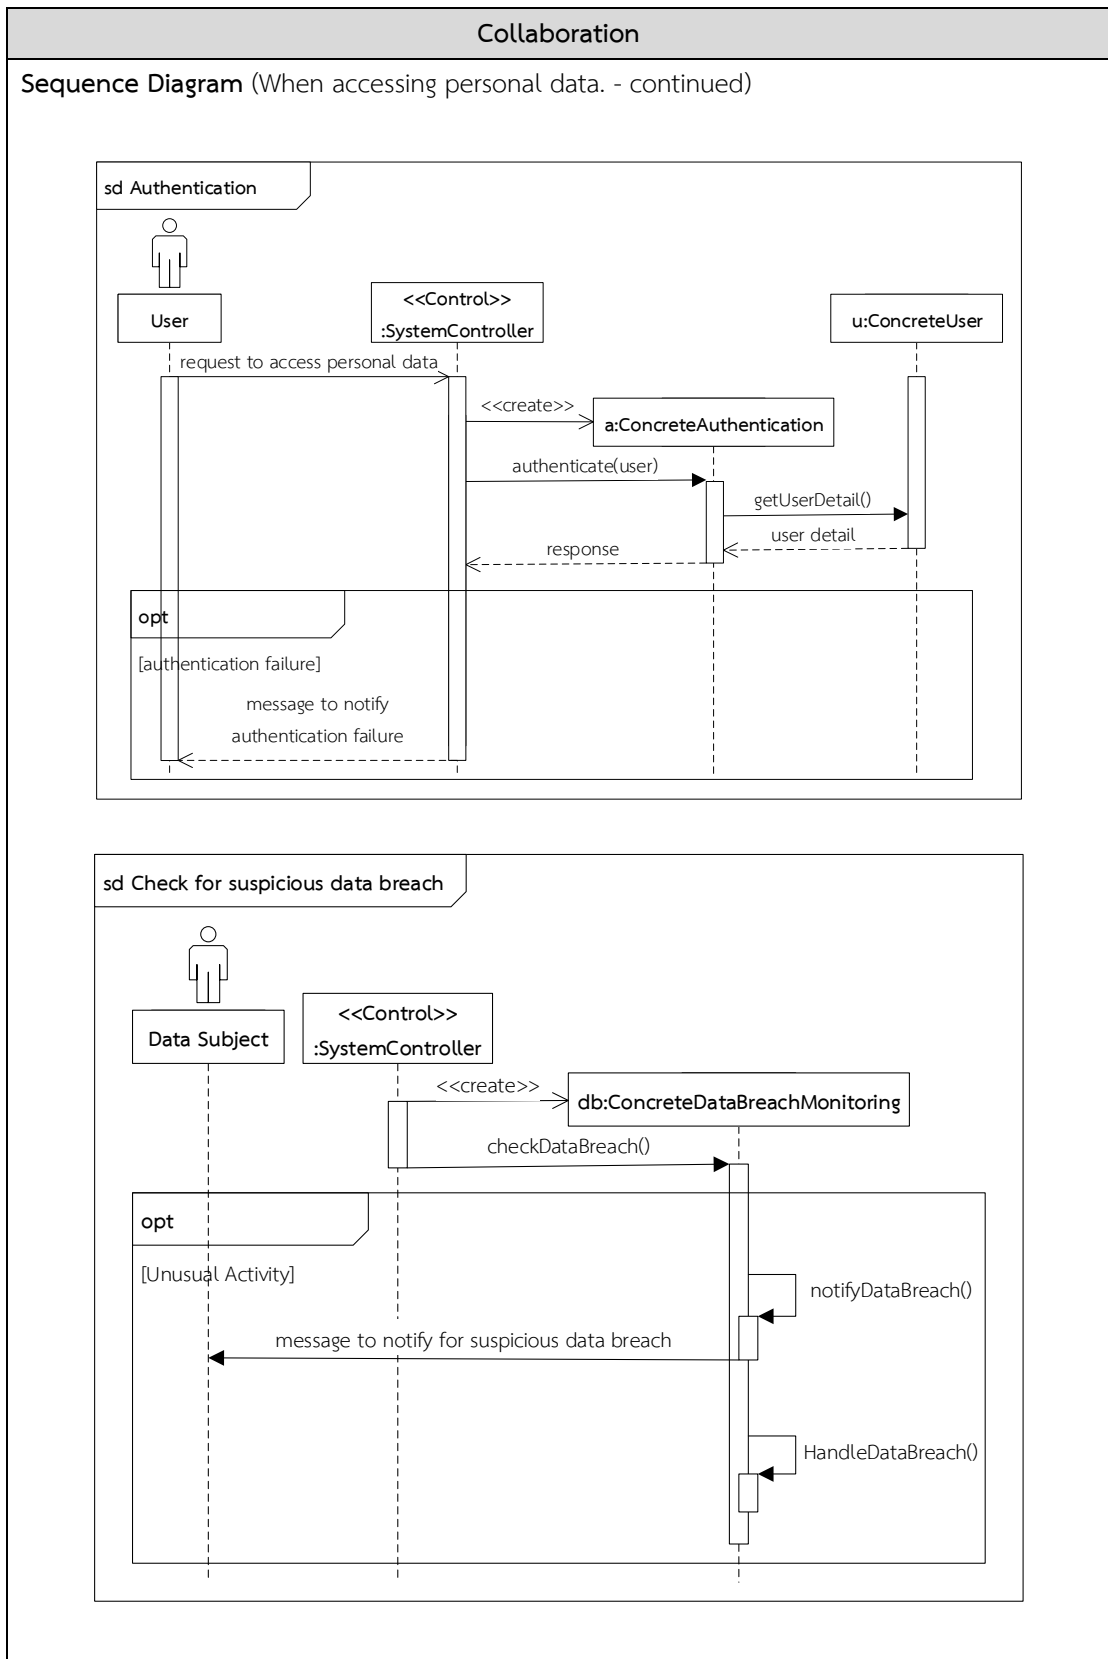 Collaboration
Sequence Diagram (When accessing personal data. - continued)
sd Authentication
User
<<Control>>
:SystemController
u:ConcreteUser
request to access personal data
<<create>>
a:ConcreteAuthentication
authenticate(user)
getUserDetail()
user detail
response
opt
[authentication failure]
message to notify
authentication failure
sd Check for suspicious data breach
Data Subject
<<Control>>
:SystemController
<<create>>
db:ConcreteDataBreachMonitoring
checkDataBreach()
opt
[Unusual Activity]
notifyDataBreach()
message to notify for suspicious data breach
HandleDataBreach()